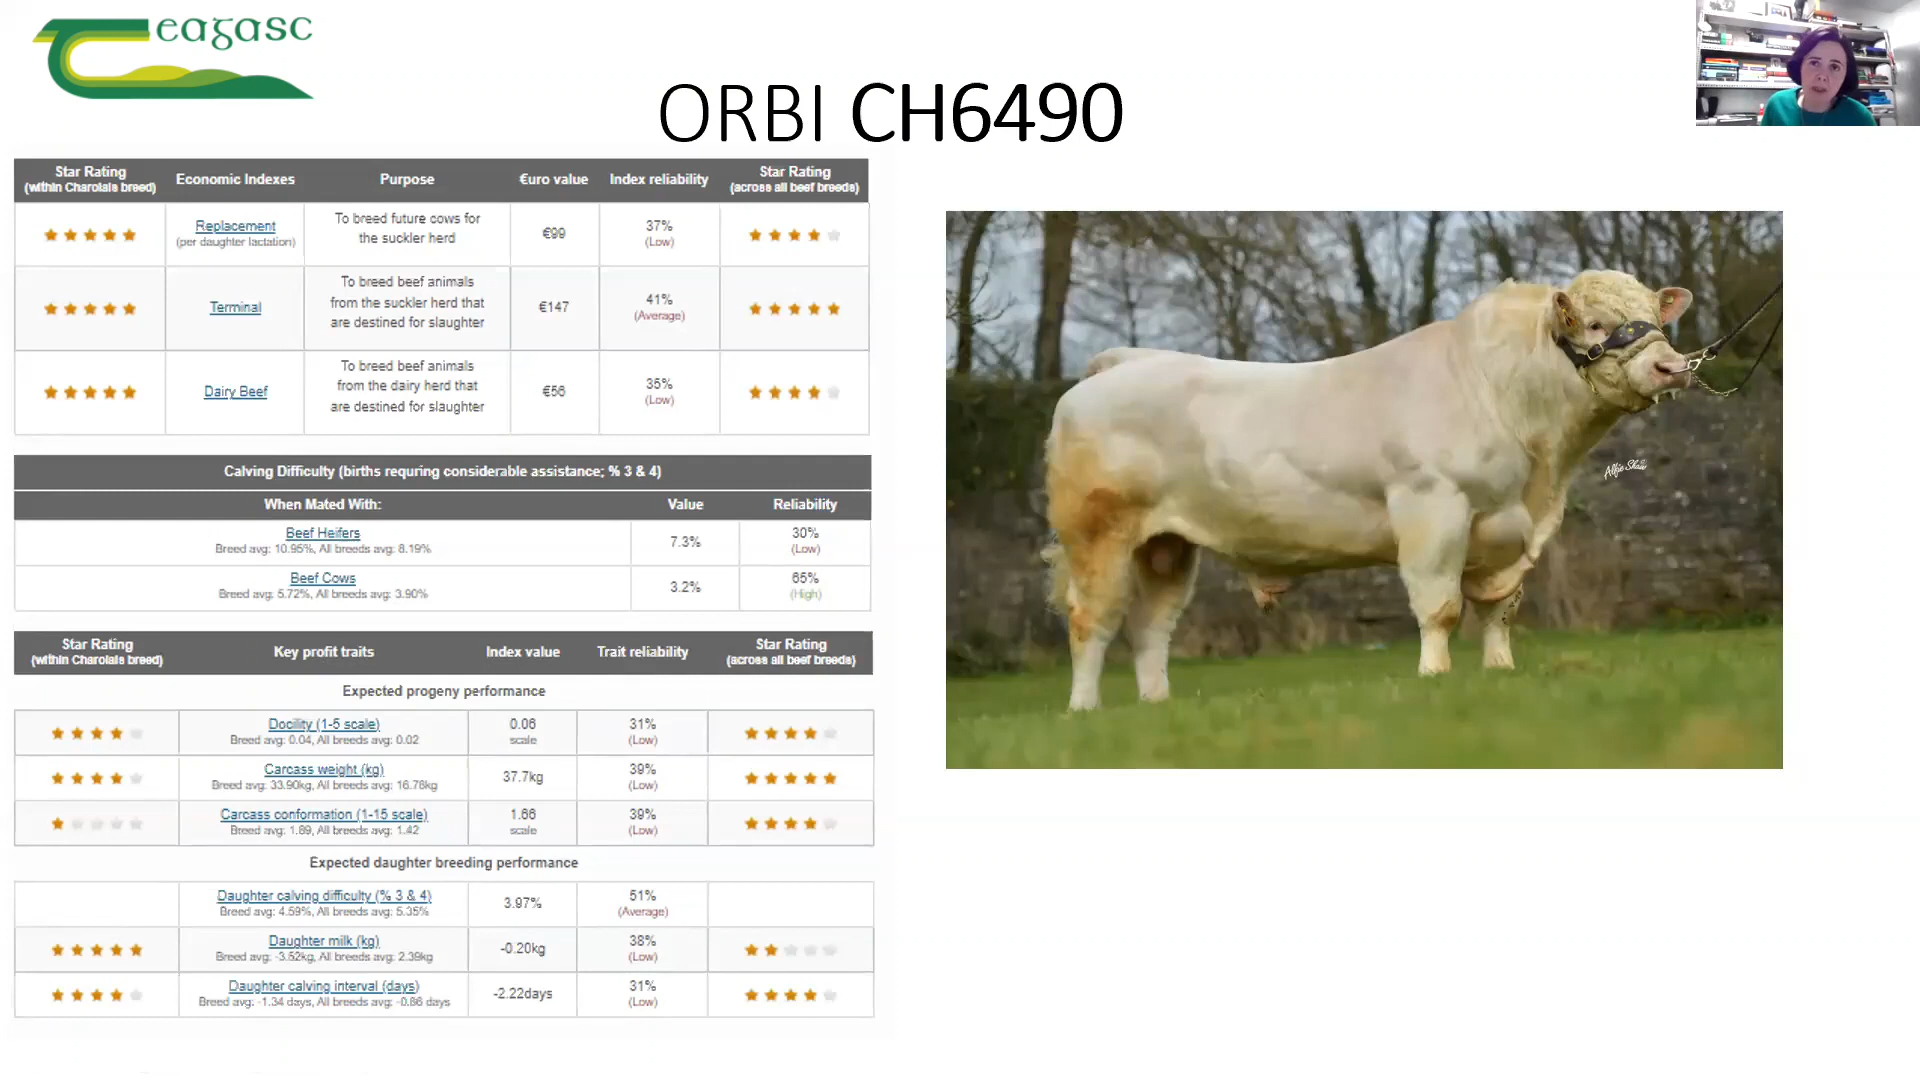 eagasc
ORBI CH6490
Star Rating
(within Charolais breed)
Economic Indexes
Purpose
€uro value
Index reliability
Star Rating
(across all beef breeds)
Replacement
(per daughter lactation)
To breed future cows for
the suckler herd
€99
37%
(Low)
Terminal
To breed beef animals
from the suckler herd that
are destined for slaughter
€147
41%
(Average)
Dairy Beef
To breed beef animals
from the dairy herd that
are destined for slaughter
€56
35%
(Low)
Calving Difficulty (births requring considerable assistance; % 3 & 4)
When Mated With:
Value
Reliability
Beef Heifers
Breed avg: 10.95%, All breeds avg: 8.19%
7.3%
30%
(Low)
Beef Cows
Breed avg: 5.72%, All breeds avg: 3.90%
3.2%
65%
(High)
Star Rating
(within Charolais breed)
Key profit traits
Index value
Trait reliability
Star Rating
(across all beef breeds)
Expected progeny performance
Docility (1-5 scale)
Breed avg: 0.04, All breeds avg: 0.02
0.06
scale
31%
(Low)
Carcass weight (kg)
Breed avg: 33.90kg, All breeds avg: 16.78kg
37.7kg
39%
(Low)
Carcass conformation (1-15 scale)
Breed avg: 1.89, All breeds avg: 1.42
1.66
scale
39%
(Low)
Expected daughter breeding performance
Daughter calving difficulty (% 3 & 4)
Breed avg: 4.59%, All breeds avg: 5.35%
3.97%
51%
(Average)
Daughter milk (kg)
Breed avg: -3.52kg, All breeds avg: 2.39kg
-0.20kg
38%
(Low)
Daughter calving interval (days)
Breed avg: -1.34 days, All breeds avg: -0.86 days
-2.22days
31%
(Low)
Alfie Shaw